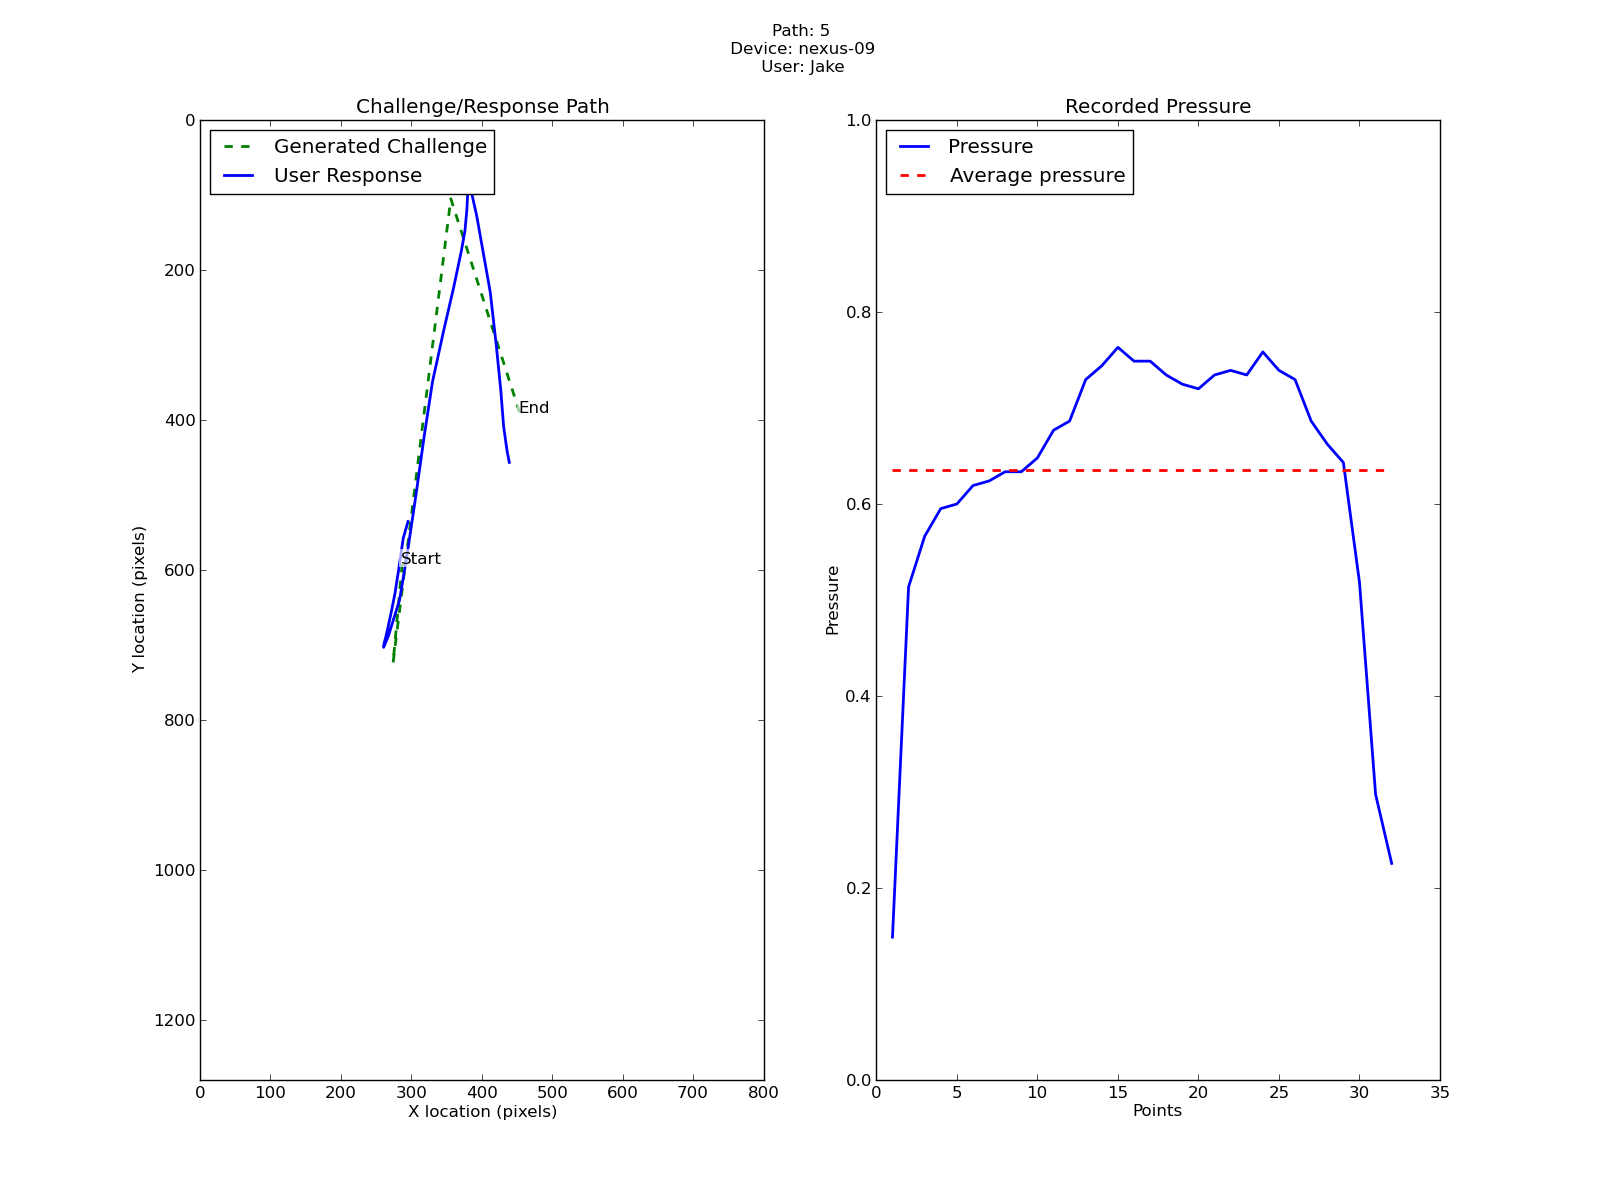 Path: 5
Device: nexus-09
User: Jake
Challenge/Response Path
Generated Challenge
User Response
0
200
400
600
800
1000
1200
Y location (pixels)
Start
End
0 100 200 300 400 500 600 700 800
X location (pixels)
Recorded Pressure
Pressure
Average pressure
1.0
0.8
0.6
0.4
0.2
0.0
Pressure
0 5 10 15 20 25 30 35
Points